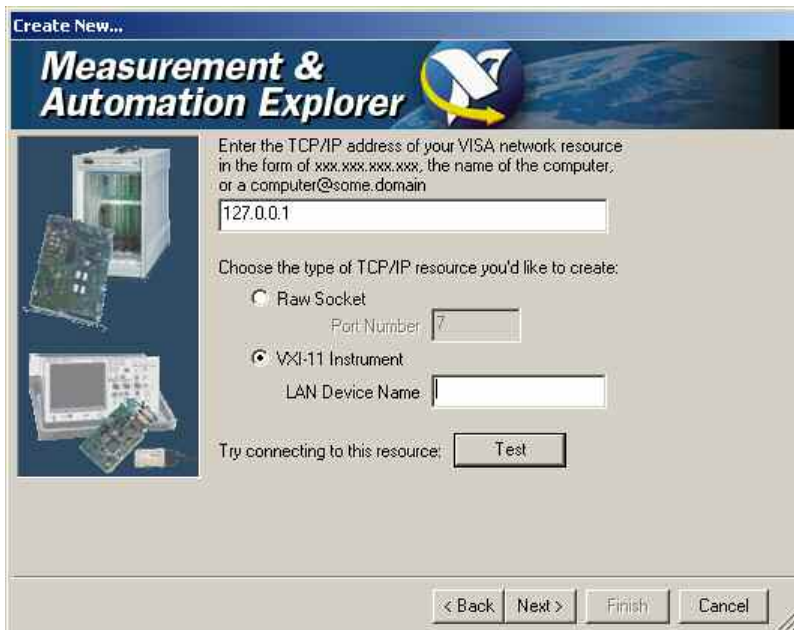 Create New...
Measurement &
Automation Explorer
Enter the TCP/IP address of your VISA network resource
in the form of xxx.xxx.xxx.xxx, the name of the computer,
or a computer@some.domain
127.0.0.1
Choose the type of TCP/IP resource you'd like to create:
Raw Socket
Port Number 7
VXI-11 Instrument
LAN Device Name
Try connecting to this resource: Test
< Back Next > Finish Cancel